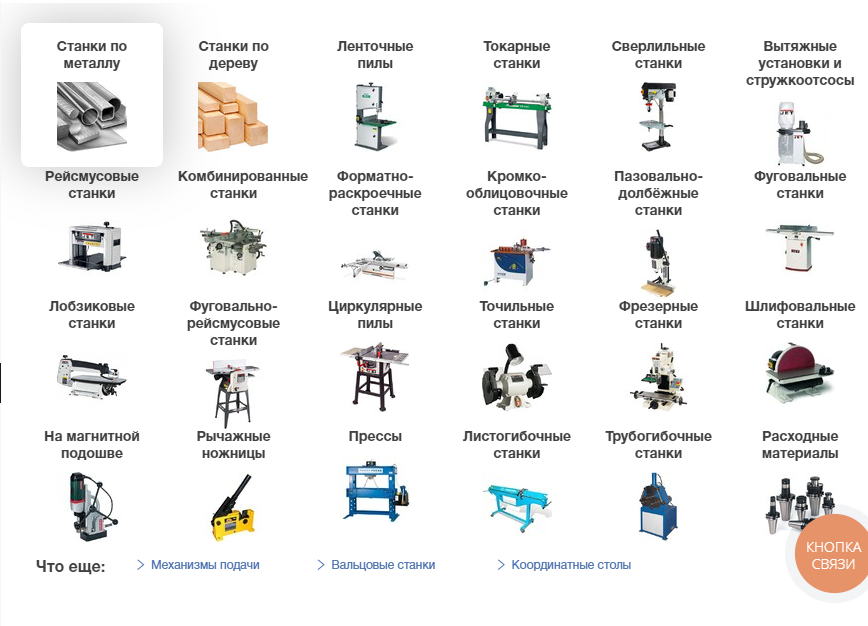 Станки по
металлу
Станки по
дереву
Ленточные
пилы
Токарные
станки
Сверлильные
станки
Вытяжные
установки и
стружкоотсосы
JET
JET
Рейсмусовые
станки
Комбинированные
станки
Форматно-
раскроечные
станки
Кромко-
облицовочные
станки
Пазовально-
долбёжные
станки
Фуговальные
станки
Лобзиковые
станки
Фуговально-
рейсмусовые
станки
Циркулярные
пилы
Точильные
станки
Фрезерные
станки
Шлифовальные
станки
На магнитной
подошве
Рычажные
ножницы
Прессы
Листогибочные
станки
Трубогибочные
станки
Расходные
материалы
Что еще:
Механизмы подачи
Вальцовые станки
Координатные столы
КНОПКА
СВЯЗИ